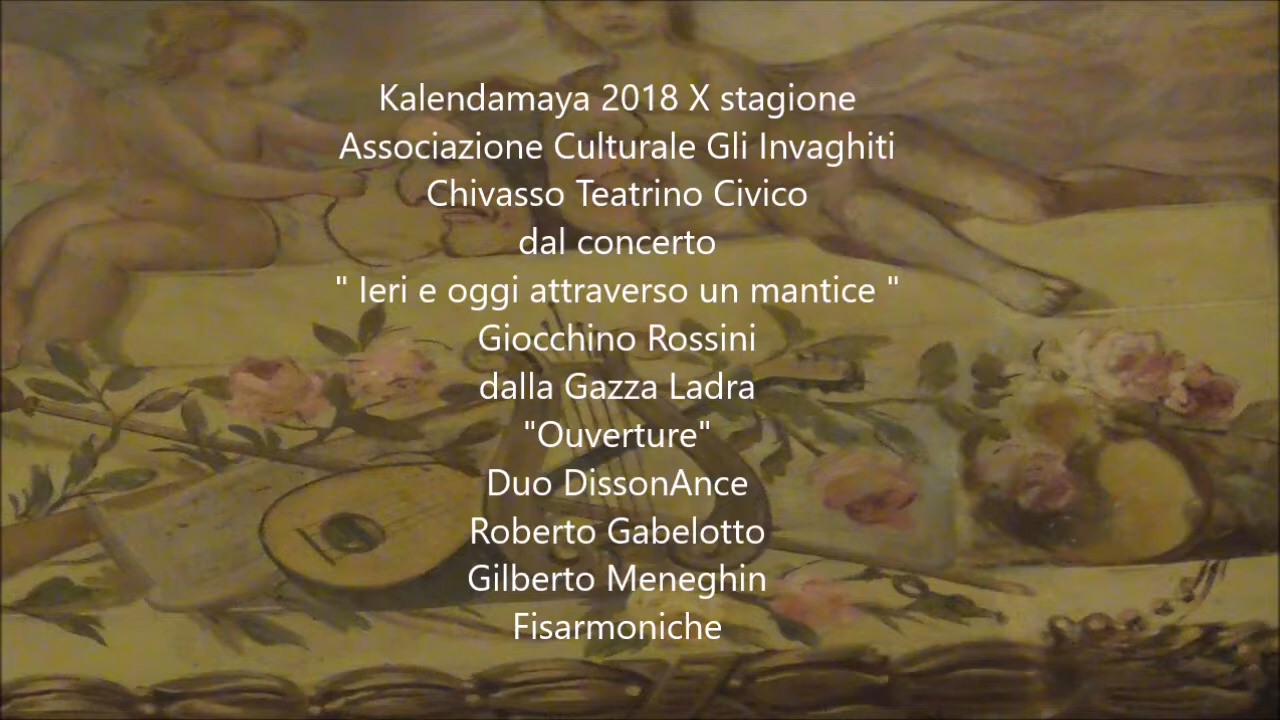 Kalendamaya 2018 X stagione
Associazione Culturale Gli Invaghiti
Chivasso Teatrino Civico
dal concerto
" Ieri e oggi attraverso un mantice "
Giocchino Rossini
dalla Gazza Ladra
"Ouverture"
Duo DissonAnce
Roberto Gabelotto
Gilberto Meneghin
Fisarmoniche